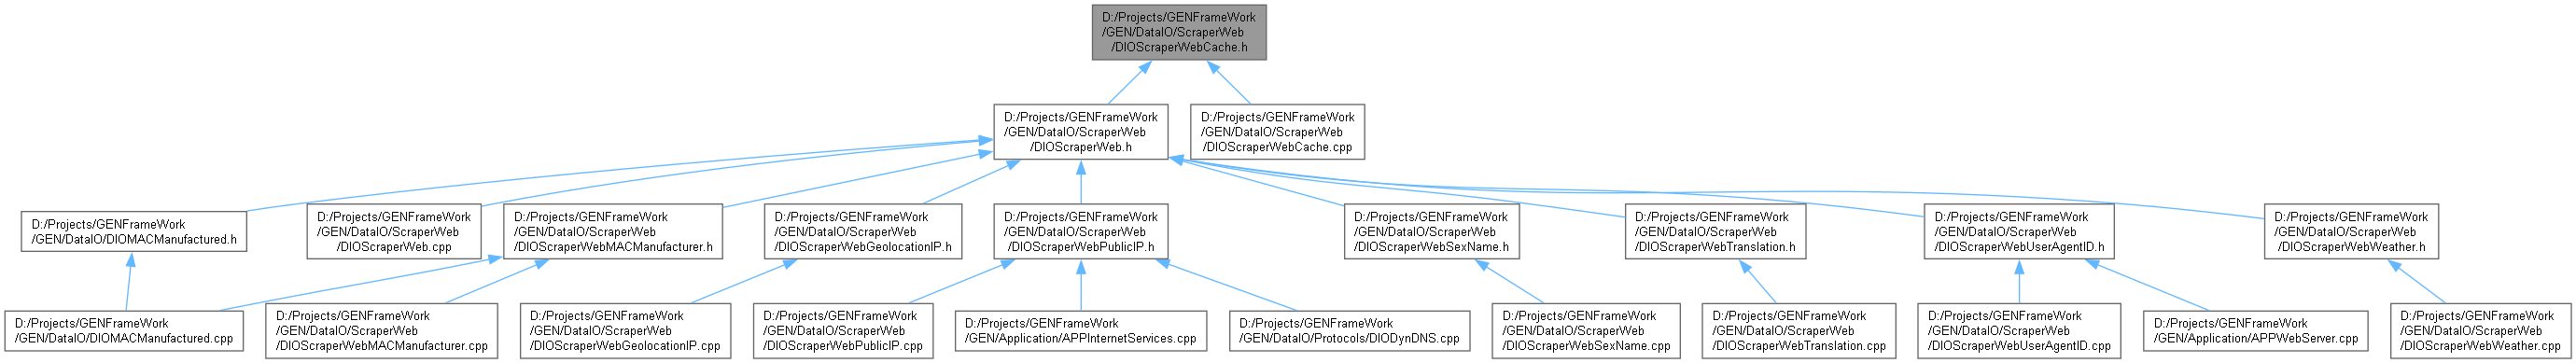 D:/Projects/GENFrameWork
/GEN/DataIO/ScraperWeb
/DIOScraperWebCache.h
D:/Projects/GENFrameWork
/GEN/DataIO/ScraperWeb
/DIOScraperWeb.h
D:/Projects/GENFrameWork
/GEN/DataIO/ScraperWeb
/DIOScraperWebCache.cpp
D:/Projects/GENFrameWork
/GEN/DataIO/DIOMACManufactured.h
D:/Projects/GENFrameWork
/GEN/DataIO/ScraperWeb
/DIOScraperWeb.cpp
D:/Projects/GENFrameWork
/GEN/DataIO/ScraperWeb
/DIOScraperWebMACManufacturer.h
D:/Projects/GENFrameWork
/GEN/DataIO/ScraperWeb
/DIOScraperWebGeolocationIP.h
D:/Projects/GENFrameWork
/GEN/DataIO/ScraperWeb
/DIOScraperWebPublicIP.h
D:/Projects/GENFrameWork
/GEN/DataIO/ScraperWeb
/DIOScraperWebSexName.h
D:/Projects/GENFrameWork
/GEN/DataIO/ScraperWeb
/DIOScraperWebTranslation.h
D:/Projects/GENFrameWork
/GEN/DataIO/ScraperWeb
/DIOScraperWebUserAgentID.h
D:/Projects/GENFrameWork
/GEN/DataIO/ScraperWeb
/DIOScraperWebWeather.h
D:/Projects/GENFrameWork
/GEN/DataIO/DIOMACManufactured.cpp
D:/Projects/GENFrameWork
/GEN/DataIO/ScraperWeb
/DIOScraperWebMACManufacturer.cpp
D:/Projects/GENFrameWork
/GEN/DataIO/ScraperWeb
/DIOScraperWebGeolocationIP.cpp
D:/Projects/GENFrameWork
/GEN/DataIO/ScraperWeb
/DIOScraperWebPublicIP.cpp
D:/Projects/GENFrameWork
/GEN/Application/APPInternetServices.cpp
D:/Projects/GENFrameWork
/GEN/DataIO/Protocols/DIODynDNS.cpp
D:/Projects/GENFrameWork
/GEN/DataIO/ScraperWeb
/DIOScraperWebSexName.cpp
D:/Projects/GENFrameWork
/GEN/DataIO/ScraperWeb
/DIOScraperWebTranslation.cpp
D:/Projects/GENFrameWork
/GEN/DataIO/ScraperWeb
/DIOScraperWebUserAgentID.cpp
D:/Projects/GENFrameWork
/GEN/Application/APPWebServer.cpp
D:/Projects/GENFrameWork
/GEN/DataIO/ScraperWeb
/DIOScraperWebWeather.cpp